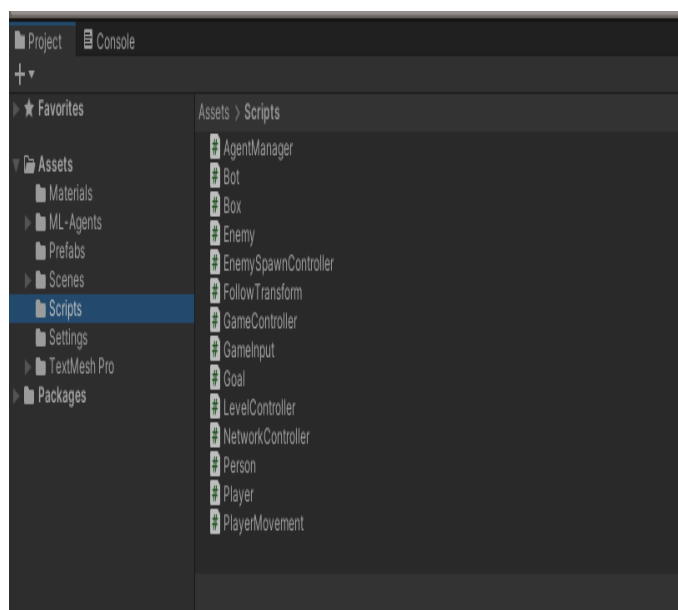 Project Console
+
Favorites
Assets
Materials
ML-Agents
Prefabs
Scenes
Scripts
Settings
TextMesh Pro
Packages
Assets > Scripts
# AgentManager
# Bot
# Box
# Enemy
# EnemySpawnController
# FollowTransform
# GameController
# GameInput
# Goal
# LevelController
# NetworkController
# Person
# Player
# PlayerMovement